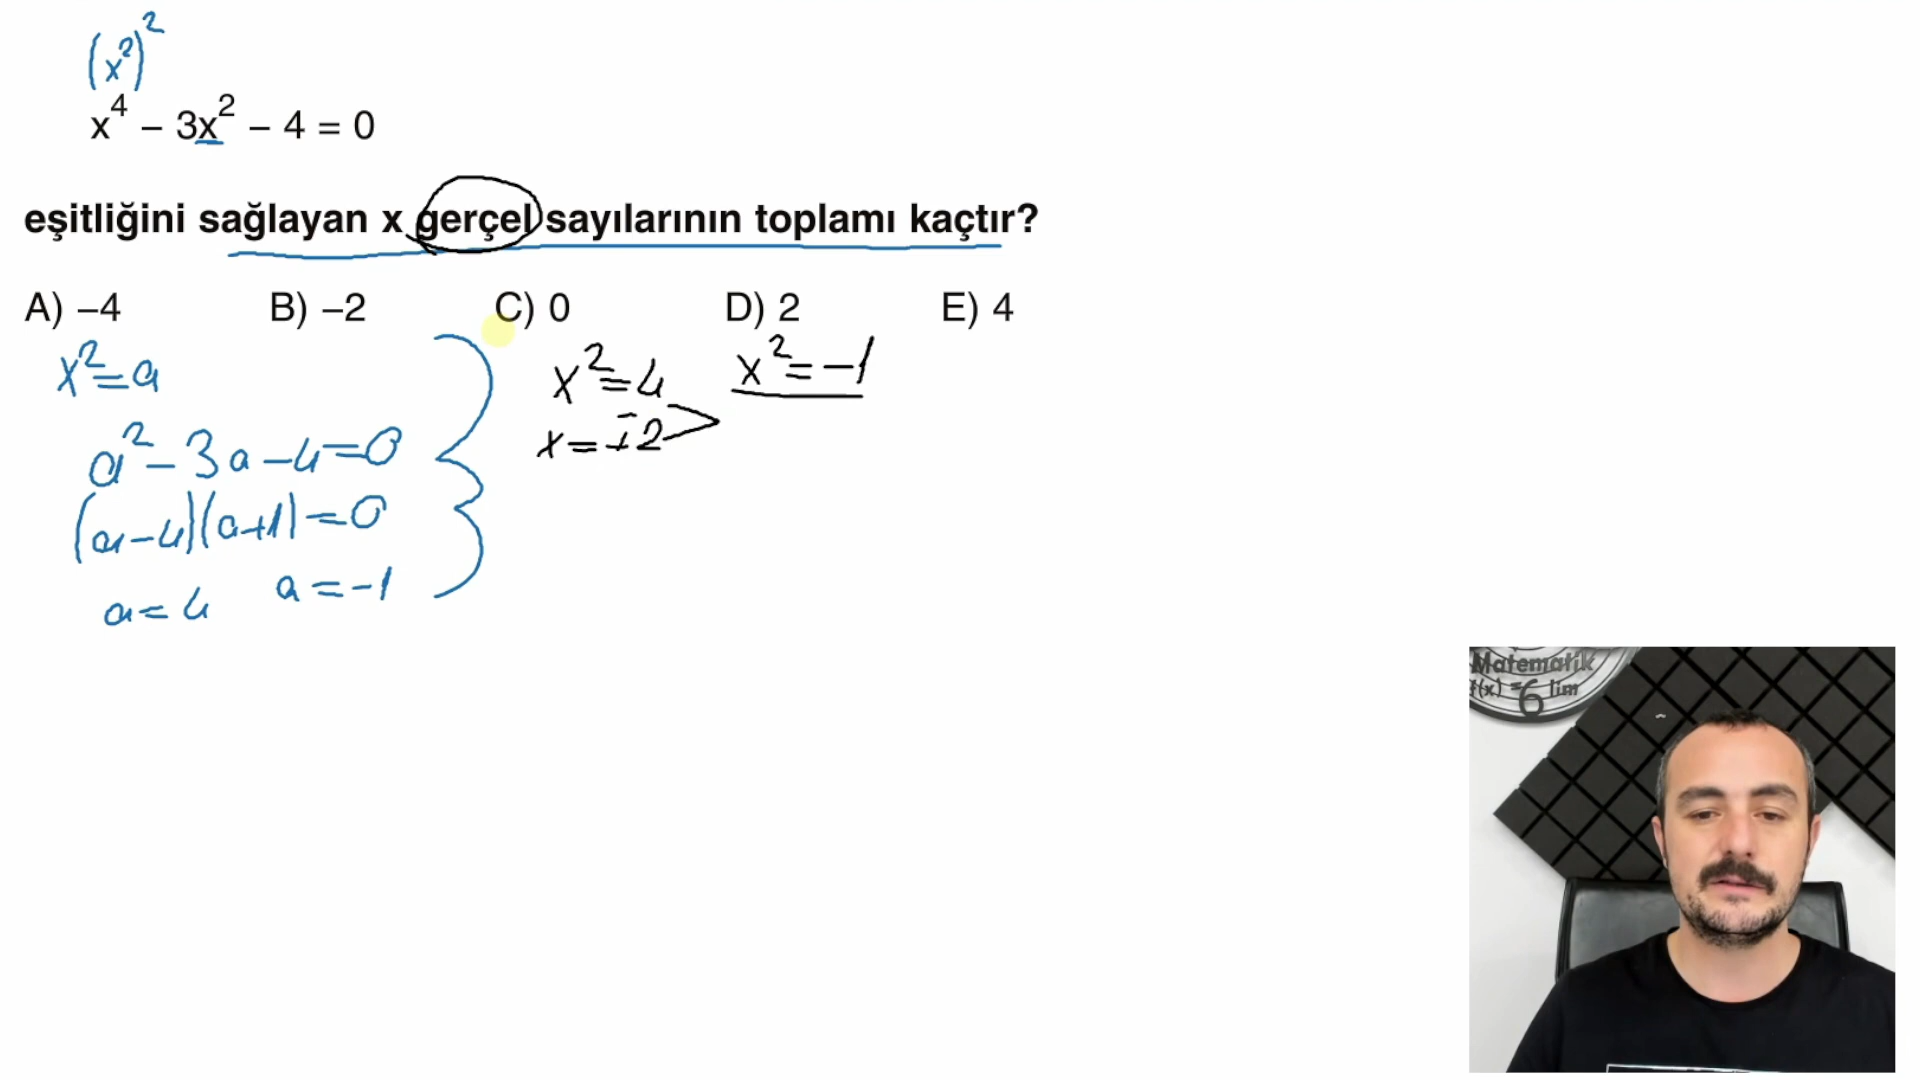 (x²)²
x⁴ – 3x² – 4 = 0
eşitliğini sağlayan x gerçel sayılarının toplamı kaçtır?
A) –4 B) –2 C) 0 D) 2 E) 4
x² = a
a² – 3a – 4 = 0
(a – 4)(a + 1) = 0
a = 4 a = –1
x² = 4
x = ∓2
x² = –1
Matematik
f(x) = 6 lim